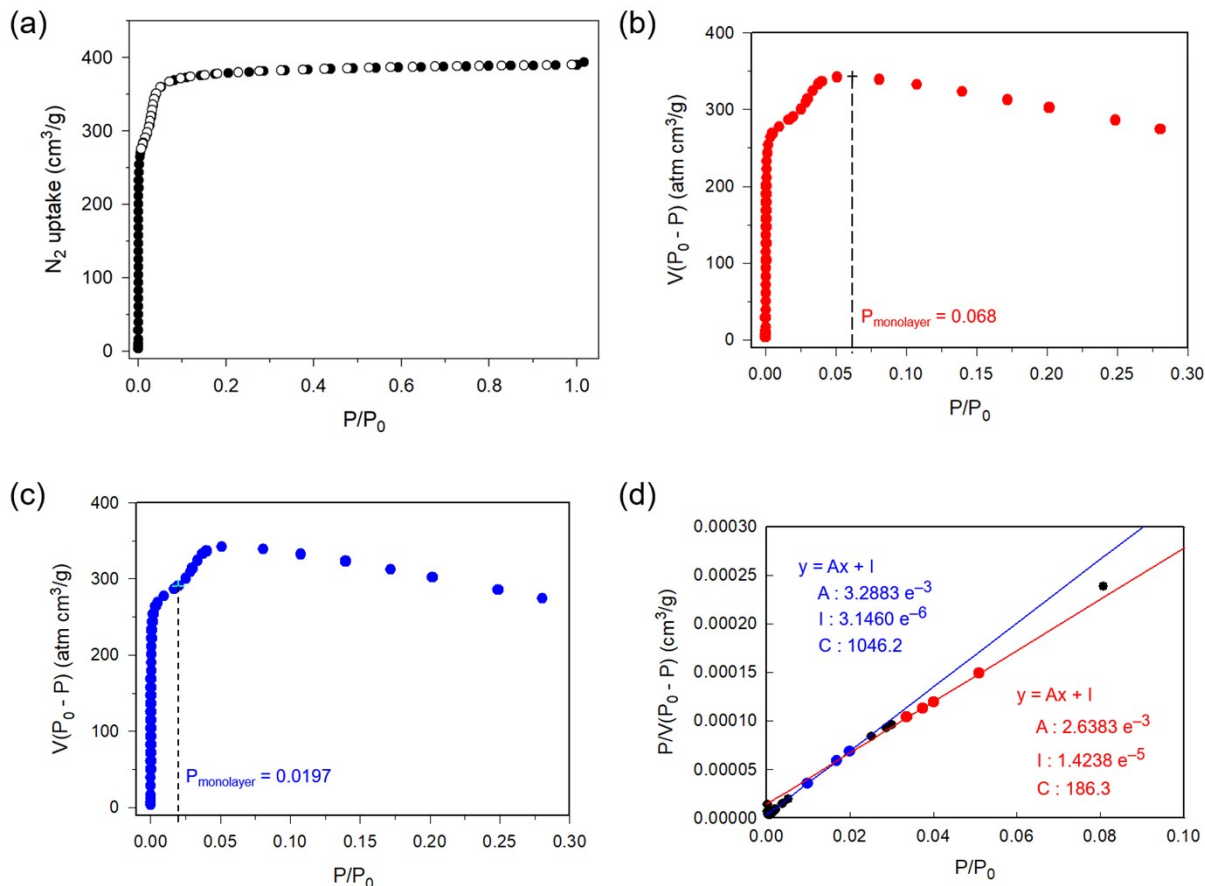 (a)
400
300
200
100
0
N₂ uptake (cm³/g)
0.0 0.2 0.4 0.6 0.8 1.0
P/P₀
(b)
400
300
200
100
0
V(P₀ - P) (atm cm³/g)
P_monolayer = 0.068
0.00 0.05 0.10 0.15 0.20 0.25 0.30
P/P₀
(c)
400
300
200
100
0
V(P₀ - P) (atm cm³/g)
P_monolayer = 0.0197
0.00 0.05 0.10 0.15 0.20 0.25 0.30
P/P₀
(d)
0.00030
0.00025
0.00020
0.00015
0.00010
0.00005
0.00000
P/V(P₀ - P) (cm³/g)
y = Ax + I
A : 3.2883 e⁻³
I : 3.1460 e⁻⁶
C : 1046.2
y = Ax + I
A : 2.6383 e⁻³
I : 1.4238 e⁻⁵
C : 186.3
0.00 0.02 0.04 0.06 0.08 0.10
P/P₀